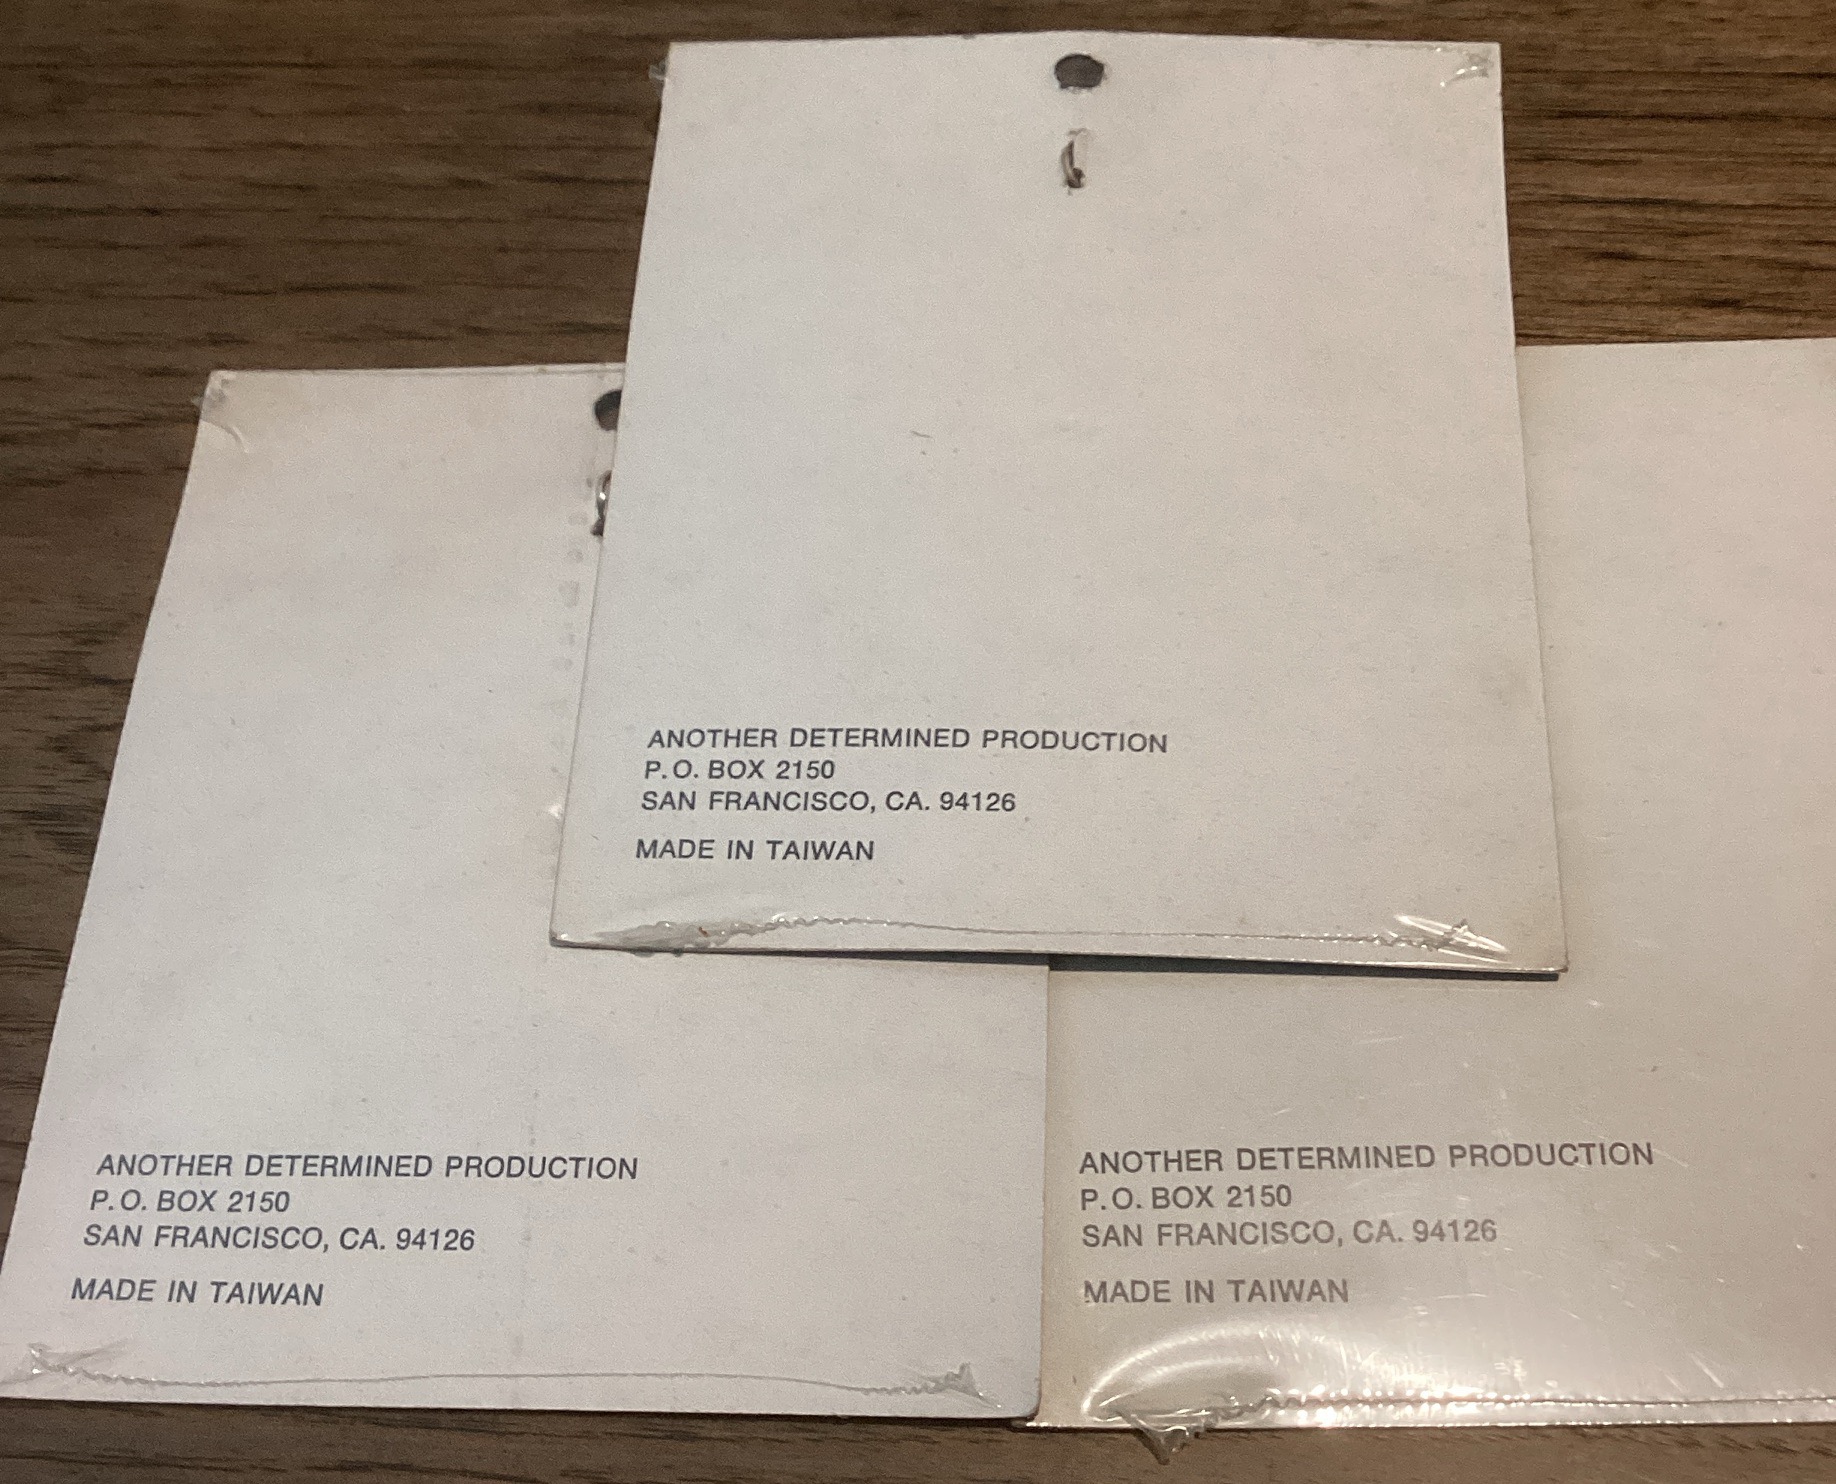 ANOTHER DETERMINED PRODUCTION
P.O. BOX 2150
SAN FRANCISCO, CA. 94126
MADE IN TAIWAN
ANOTHER DETERMINED PRODUCTION
P.O. BOX 2150
SAN FRANCISCO, CA. 94126
MADE IN TAIWAN
ANOTHER DETERMINED PRODUCTION
P.O. BOX 2150
SAN FRANCISCO, CA. 94126
MADE IN TAIWAN